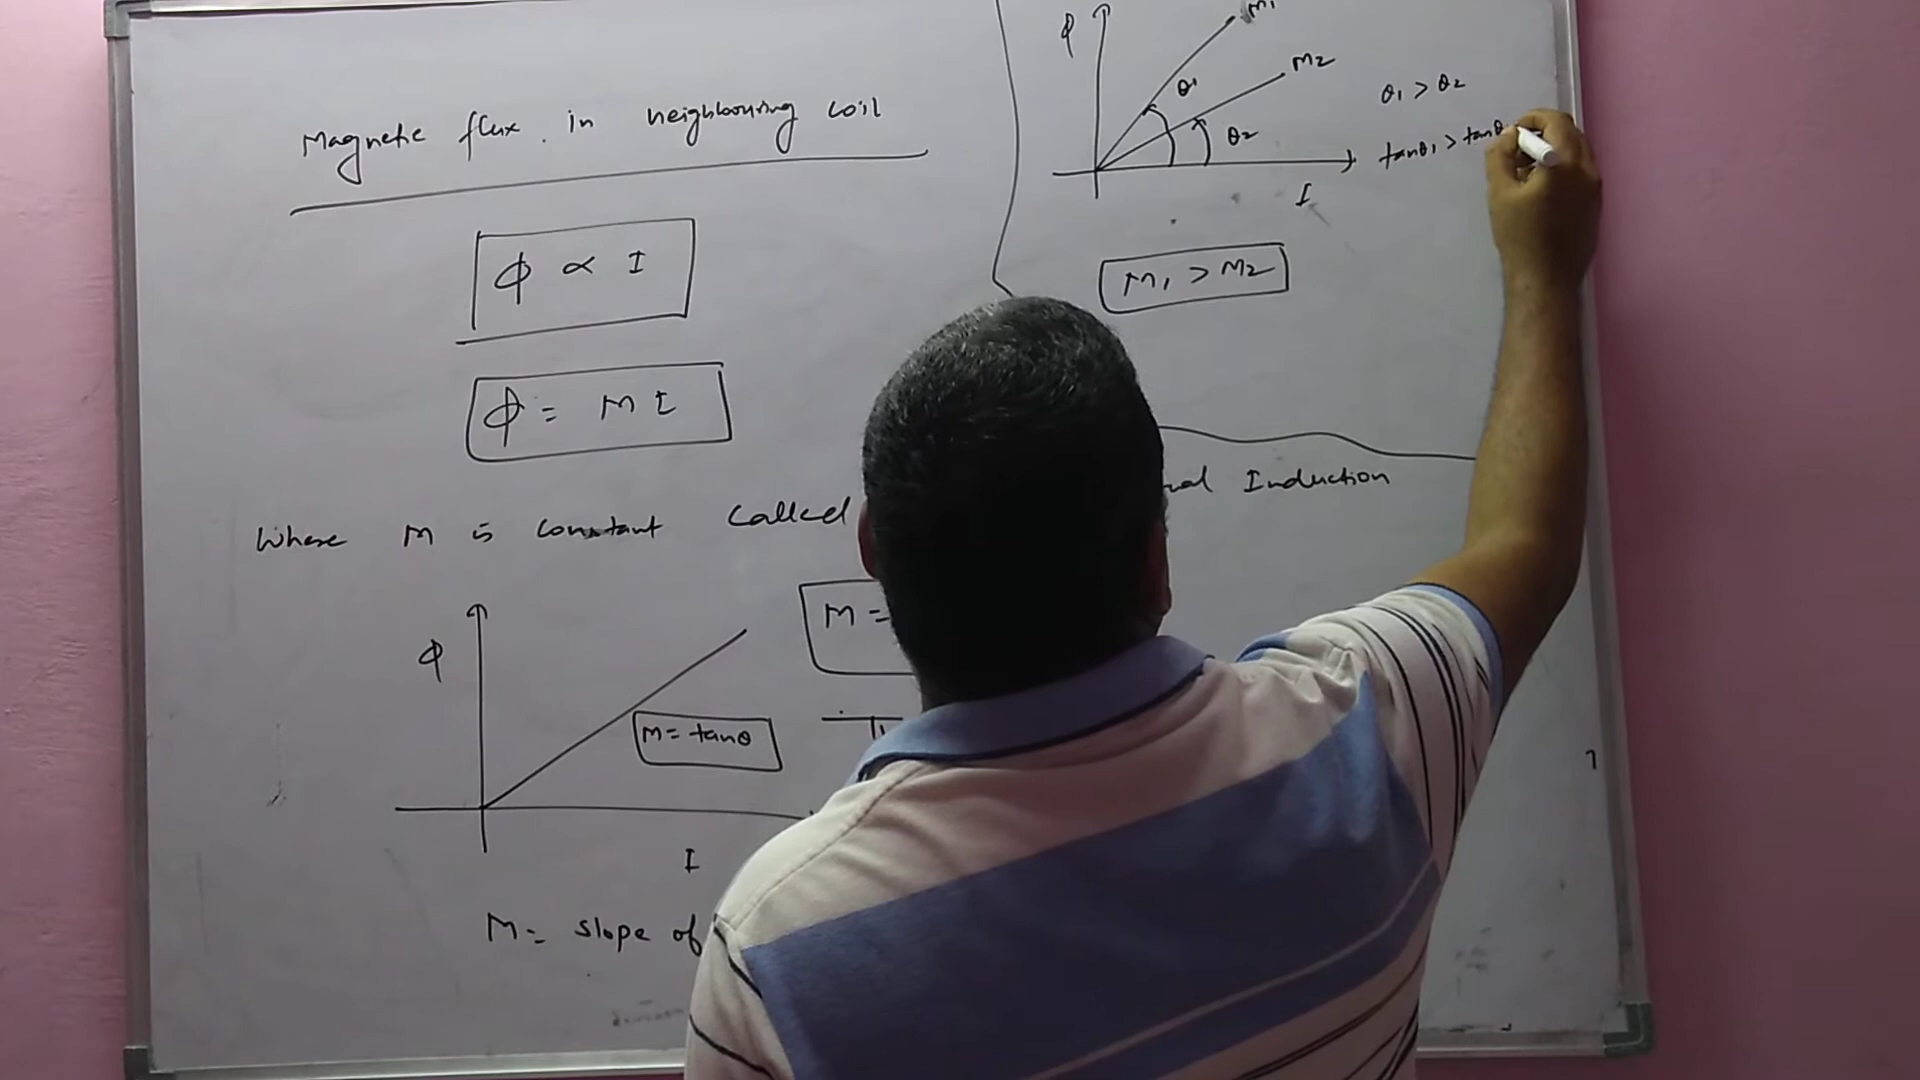 Magnetic flux in neighbouring coil
ϕ ∝ I
ϕ = M I
Where M is constant called
Induction
ϕ
M = tanθ
I
M = slope of
M =
ϕ
M1
M2
θ1
θ2
I
θ1 > θ2
tanθ1 > tanθ
M1 > M2